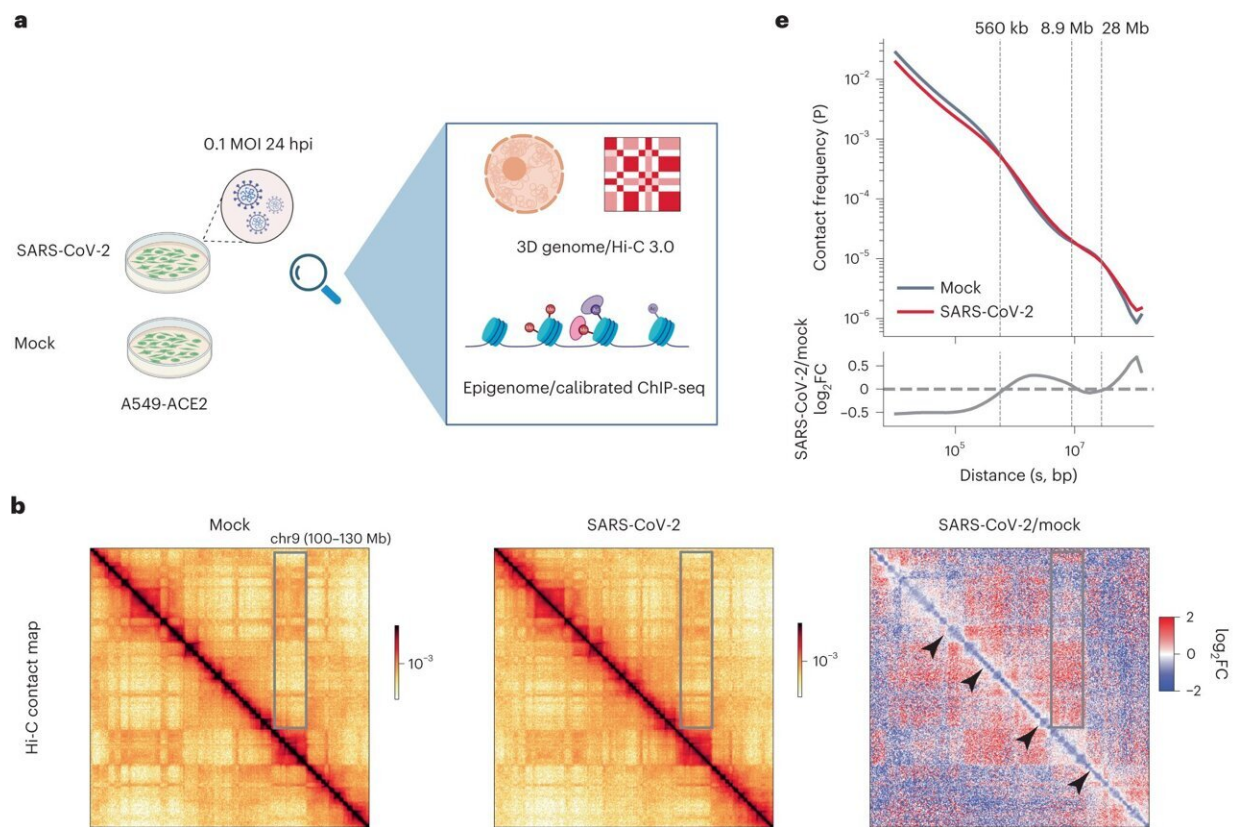 a
0.1 MOI 24 hpi
SARS-CoV-2
Mock
A549-ACE2
3D genome/Hi-C 3.0
Epigenome/calibrated ChIP-seq
e
560 kb 8.9 Mb 28 Mb
Contact frequency (P)
10⁻²
10⁻³
10⁻⁴
10⁻⁵
10⁻⁶
Mock
SARS-CoV-2
SARS-CoV-2/mock
log₂FC
0.5
0
−0.5
10⁵ 10⁷
Distance (s, bp)
b
Hi-C contact map
Mock
chr9 (100–130 Mb)
10⁻³
SARS-CoV-2
10⁻³
SARS-CoV-2/mock
2
0
−2
log₂FC